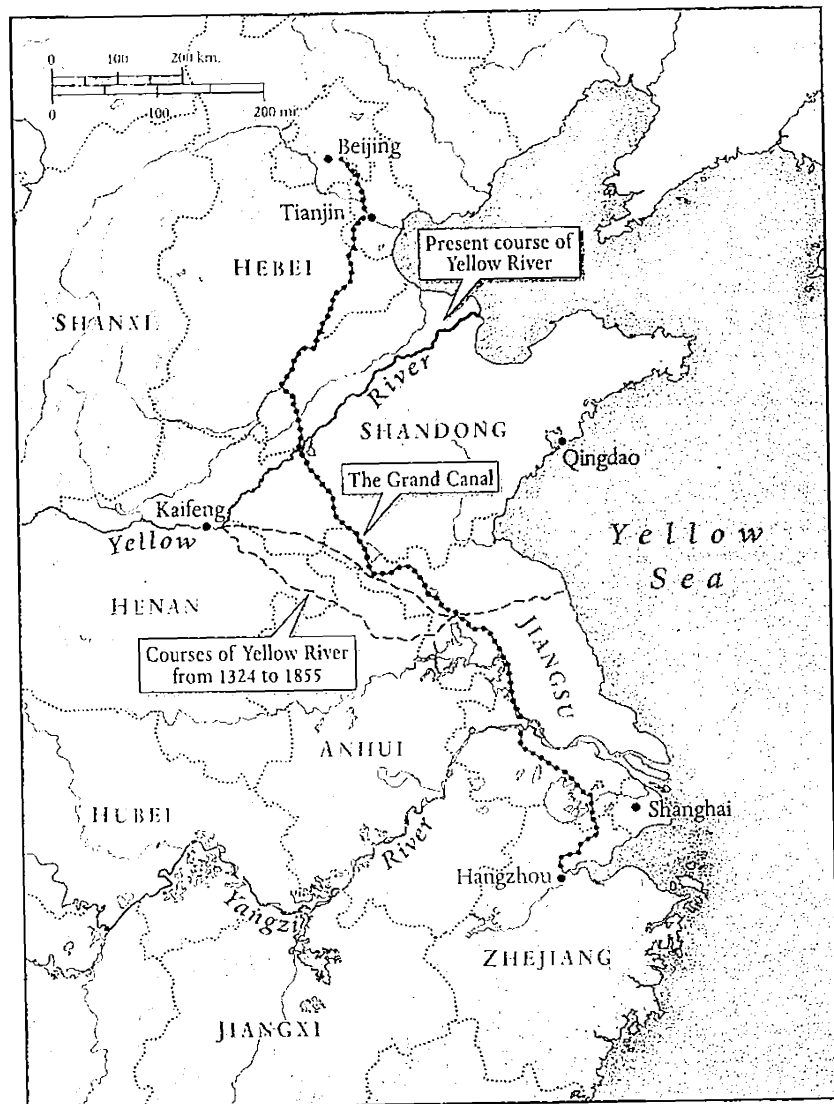 0 100 200 km.
0 100 200 mi.
Beijing
Tianjin
Present course of
Yellow River
HEBEI
SHANXI
River
SHANDONG
Qingdao
The Grand Canal
Kaifeng
Yellow
Yellow
Sea
HENAN
JIANGSU
Courses of Yellow River
from 1324 to 1855
ANHUI
HUBEI
Shanghai
River
Hangzhou
Yangzi
ZHEJIANG
JIANGXI